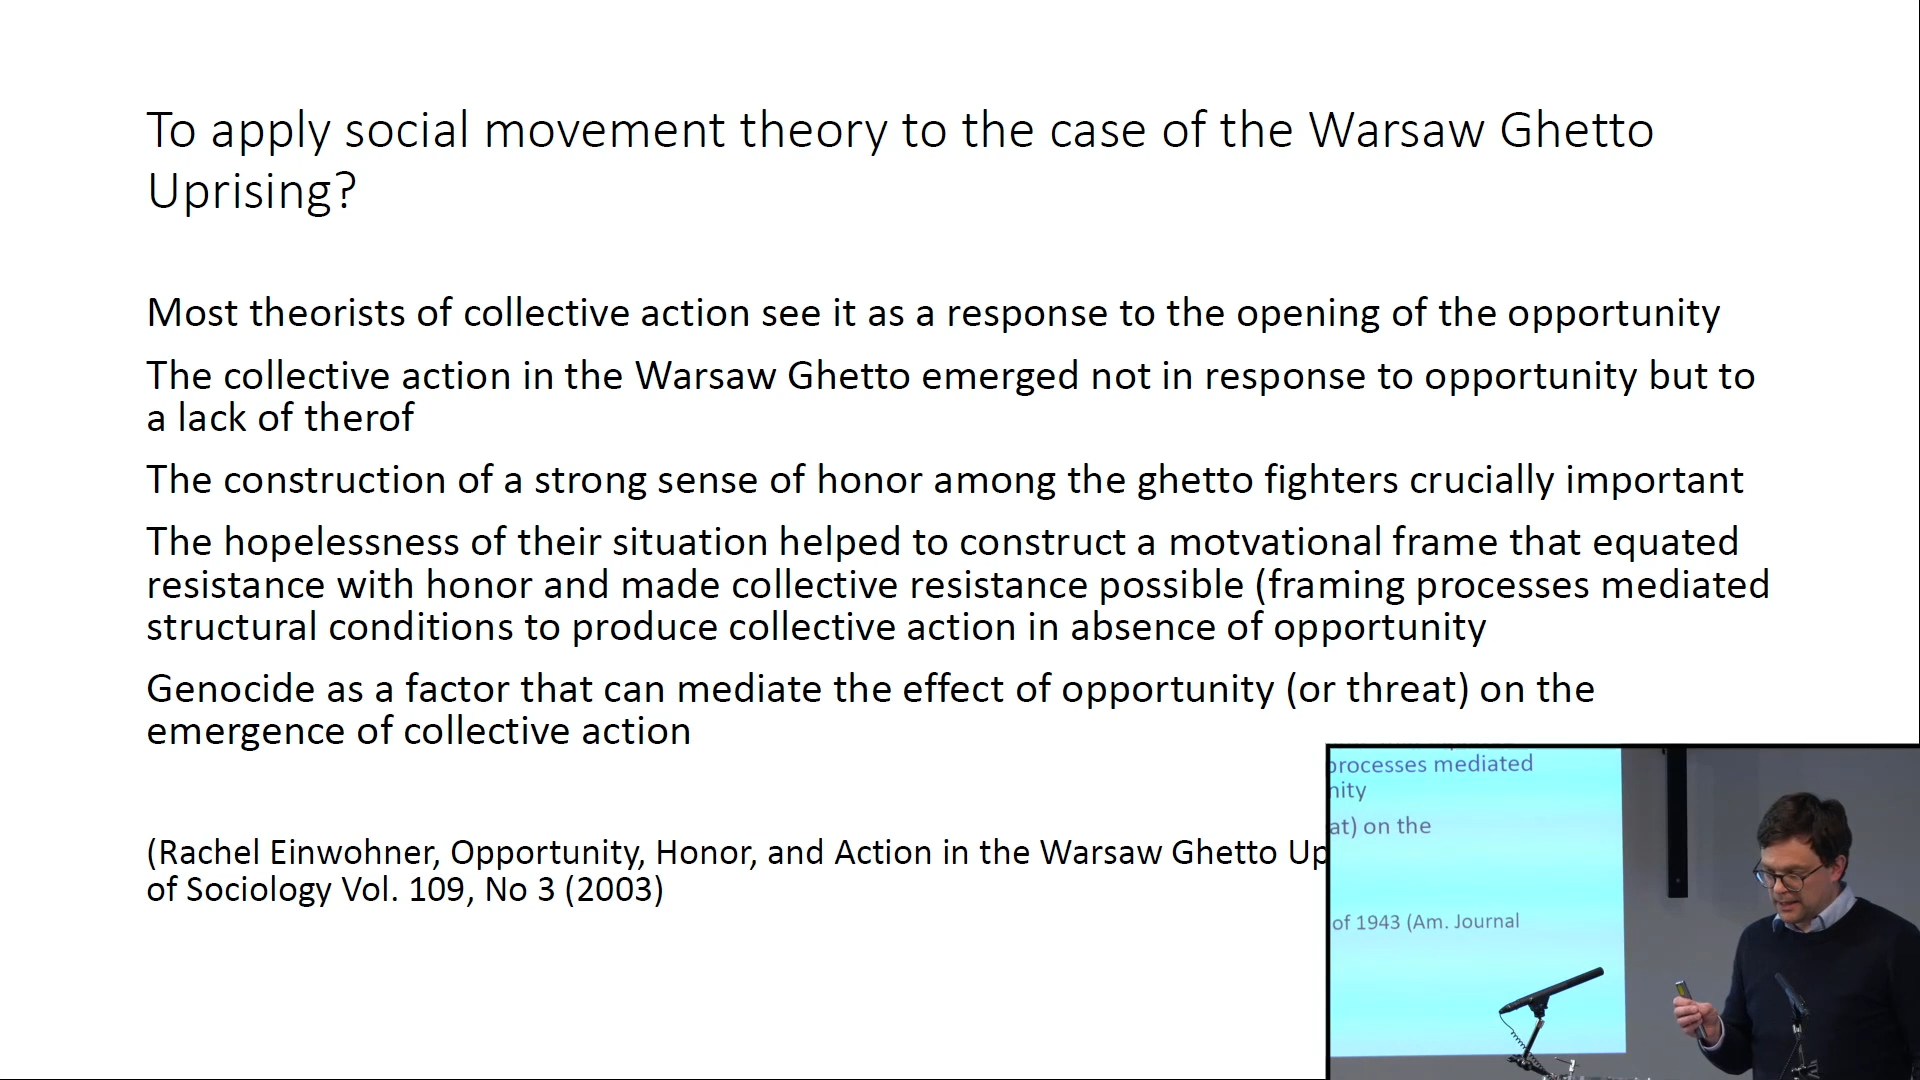 To apply social movement theory to the case of the Warsaw Ghetto
Uprising?
Most theorists of collective action see it as a response to the opening of the opportunity
The collective action in the Warsaw Ghetto emerged not in response to opportunity but to
a lack of therof
The construction of a strong sense of honor among the ghetto fighters crucially important
The hopelessness of their situation helped to construct a motvational frame that equated
resistance with honor and made collective resistance possible (framing processes mediated
structural conditions to produce collective action in absence of opportunity
Genocide as a factor that can mediate the effect of opportunity (or threat) on the
emergence of collective action
(Rachel Einwohner, Opportunity, Honor, and Action in the Warsaw Ghetto Up
of Sociology Vol. 109, No 3 (2003)
processes mediated
nity
at) on the
of 1943 (Am. Journal